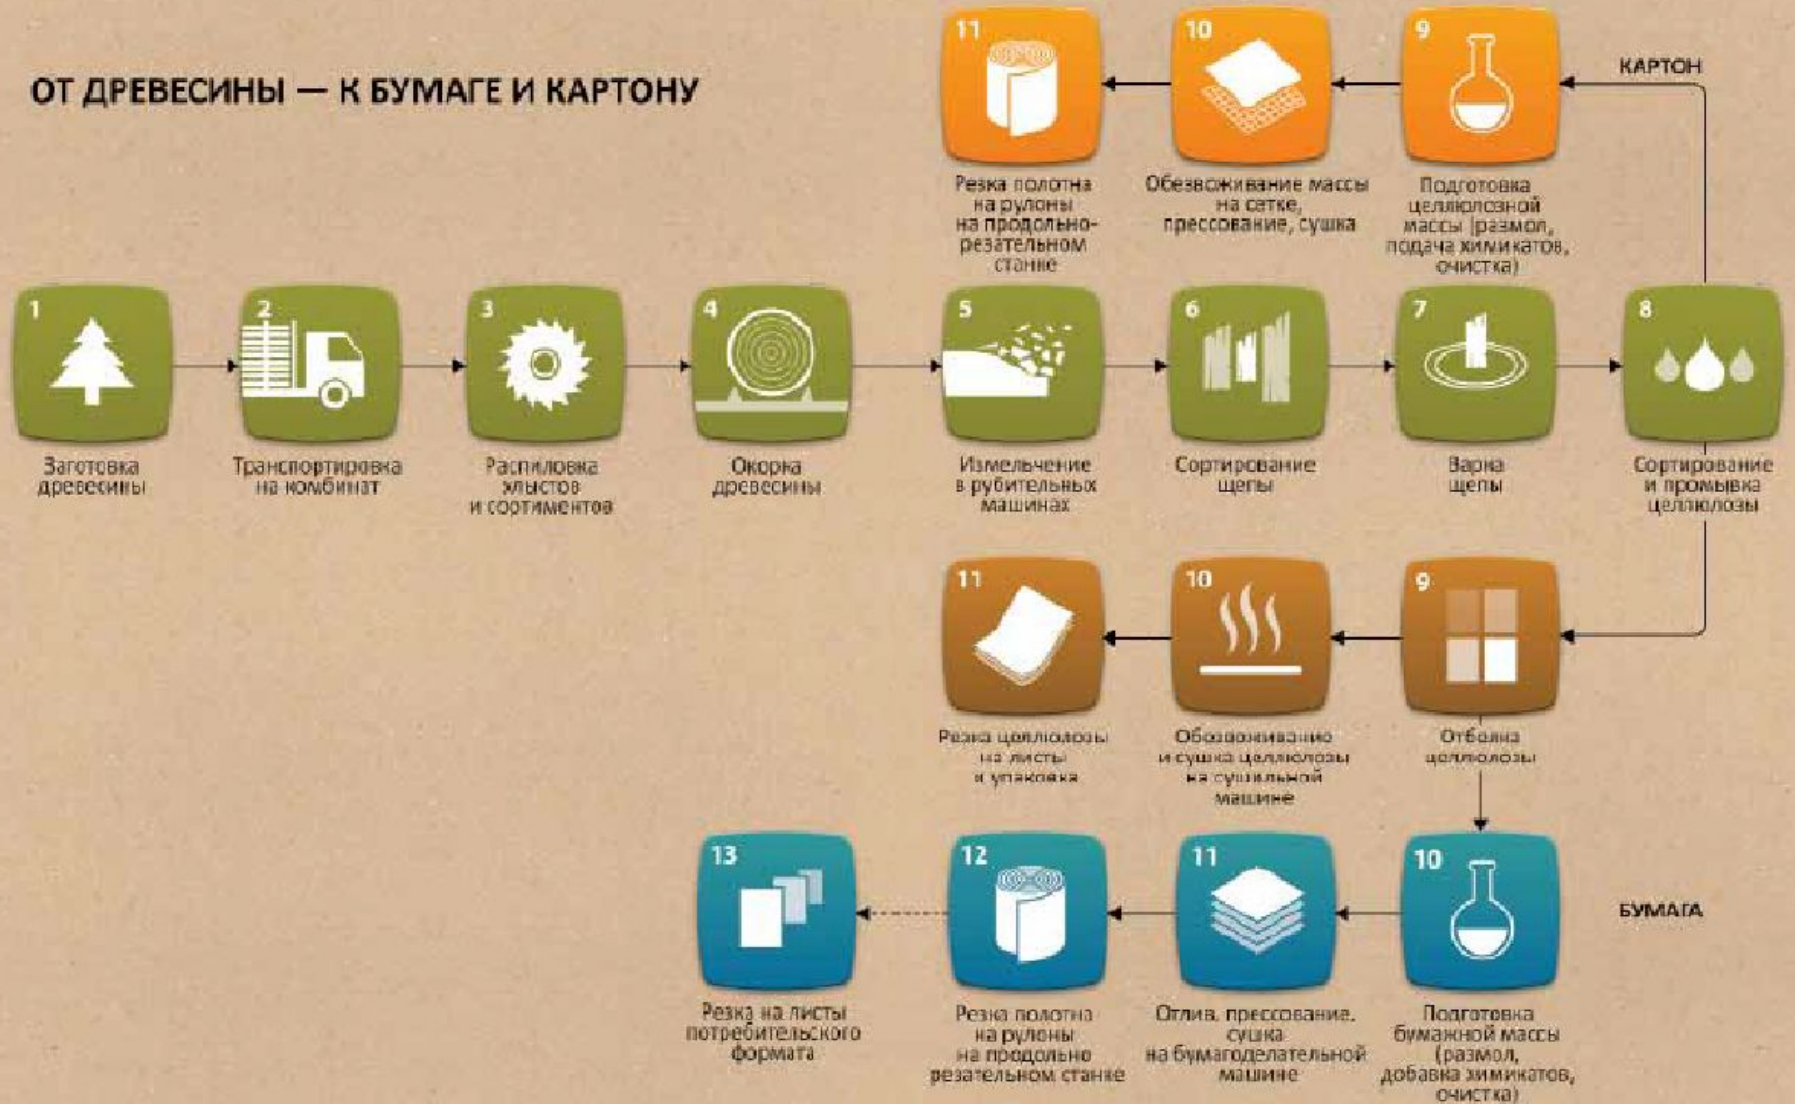 ОТ ДРЕВЕСИНЫ — К БУМАГЕ И КАРТОНУ
11
Резка полотна
на рулоны
на продольно-
резательном
станке
10
Обезвоживание массы
на сетке,
прессование, сушка
9
Подготовка
целлюлозной
массы (размол,
подача химикатов,
очистка)
КАРТОН
1
Заготовка
древесины
2
Транспортировка
на комбинат
3
Распиловка
хлыстов
и сортиментов
4
Окорка
древесины
5
Измельчение
в рубительных
машинах
6
Сортирование
щепы
7
Варка
щепы
8
Сортирование
и промывка
целлюлозы
11
Резка целлюлозы
на листы
и упаковка
10
Обезвоживание
и сушка целлюлозы
на сушильной
машине
9
Отбелка
целлюлозы
13
Резка на листы
потребительского
формата
12
Резка полотна
на рулоны
на продольно
резательном станке
11
Отлив, прессование,
сушка
на бумагоделательной
машине
10
Подготовка
бумажной массы
(размол,
добавка химикатов,
очистка)
БУМАГА